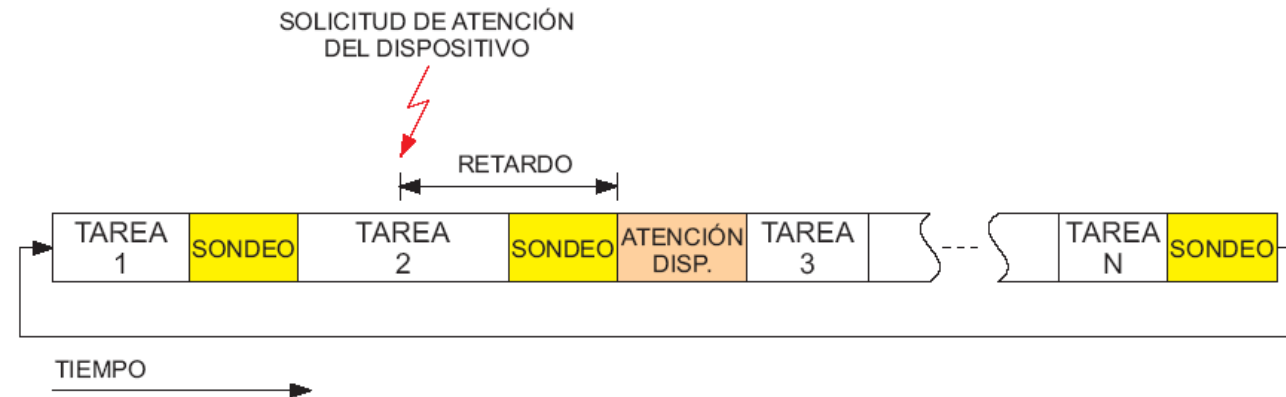 SOLICITUD DE ATENCIÓN
DEL DISPOSITIVO
RETARDO
TAREA
1
SONDEO
TAREA
2
SONDEO
ATENCIÓN
DISP.
TAREA
3
TAREA
N
SONDEO
TIEMPO